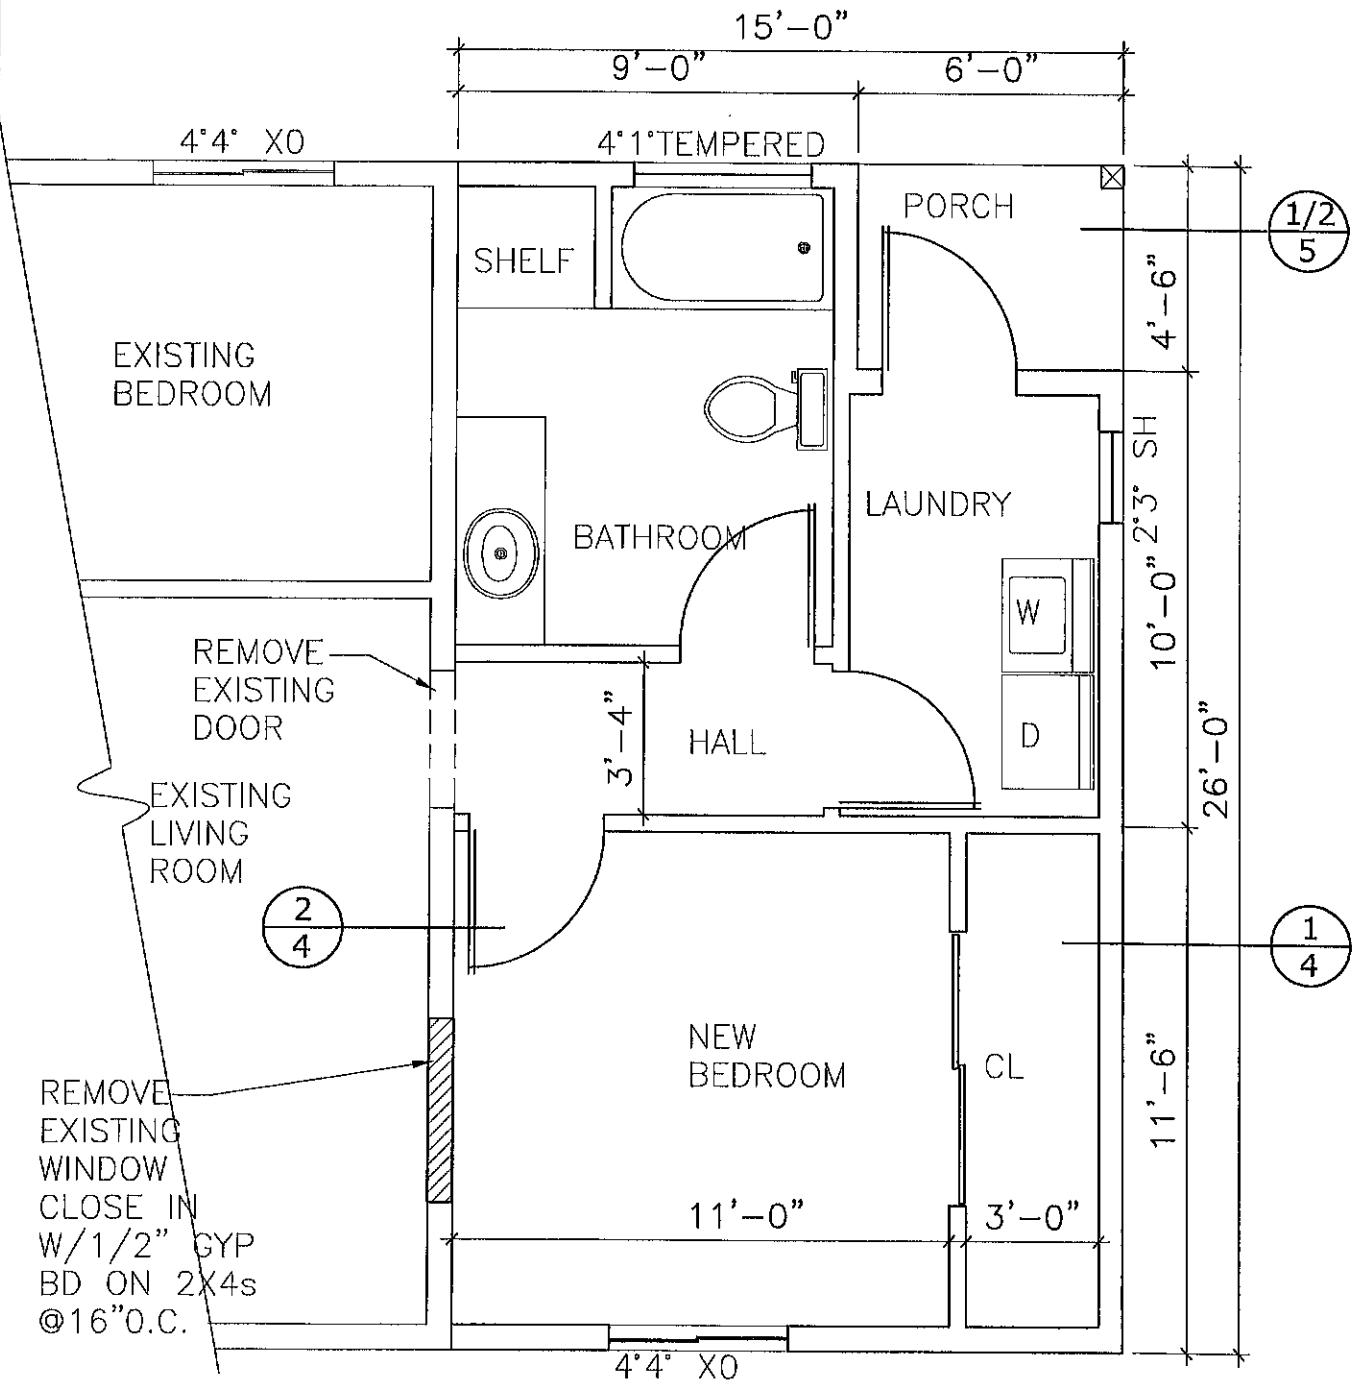 15'-0"
9'-0"
6'-0"
4°4° XO
4°1°TEMPERED
PORCH
1/2
5
SHELF
4'-6"
EXISTING
BEDROOM
2°3° SH
LAUNDRY
BATHROOM
W
10'-0"
REMOVE
EXISTING
DOOR
3'-4"
HALL
D
26'-0"
EXISTING
LIVING
ROOM
2
4
1
4
NEW
BEDROOM
CL
11'-6"
REMOVE
EXISTING
WINDOW
CLOSE IN
W/1/2" GYP
BD ON 2X4s
@16"O.C.
11'-0"
3'-0"
4°4° XO